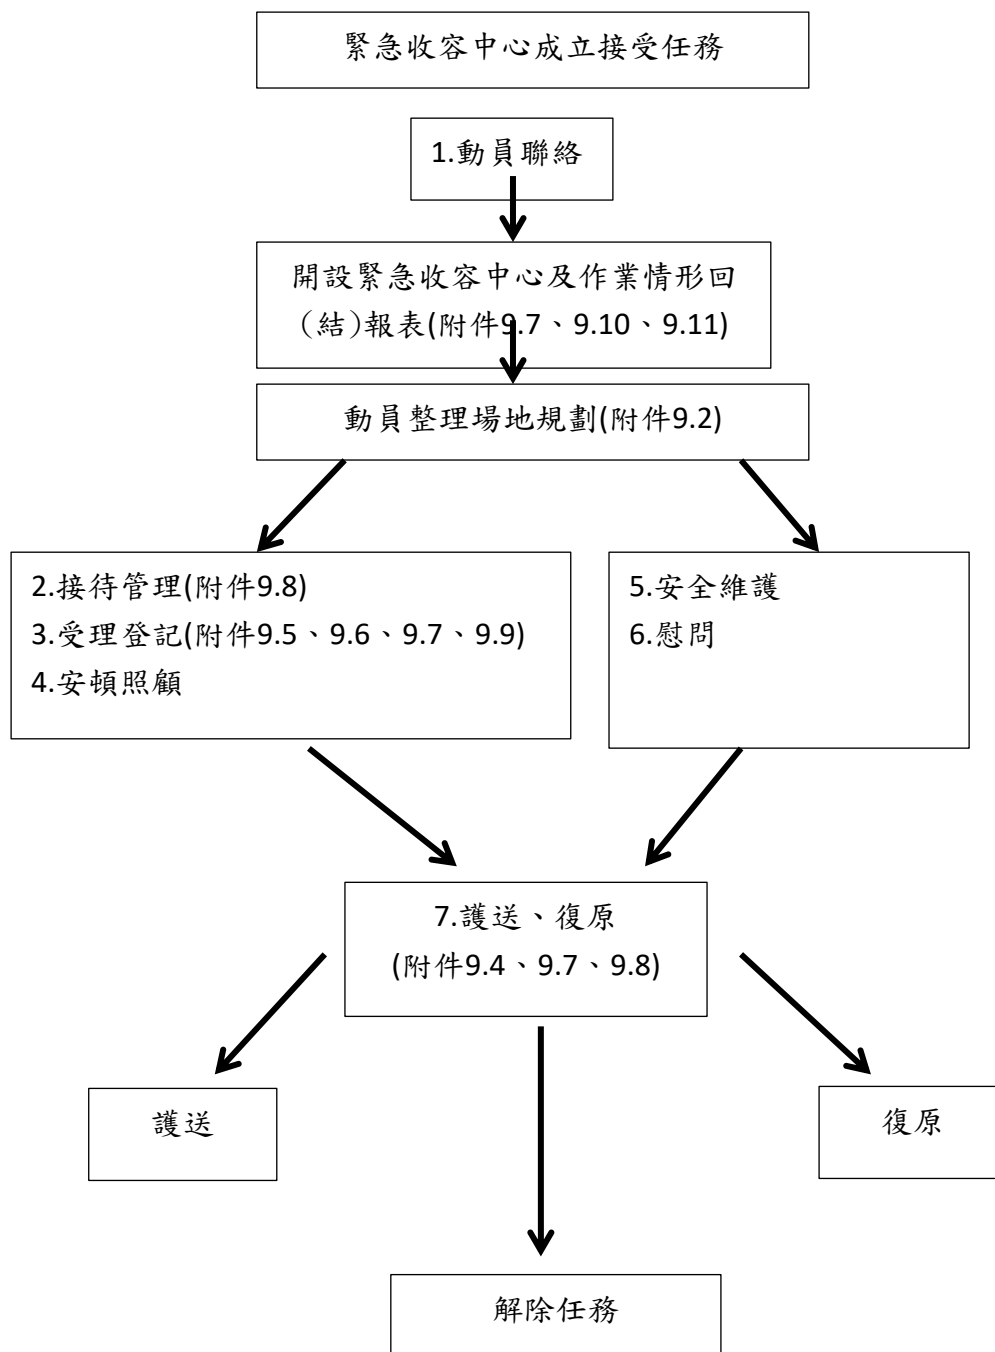 緊急收容中心成立接受任務
1.動員聯絡
開設緊急收容中心及作業情形回
(結)報表(附件9.7、9.10、9.11)
動員整理場地規劃(附件9.2)
2.接待管理(附件9.8)
3.受理登記(附件9.5、9.6、9.7、9.9)
4.安頓照顧
5.安全維護
6.慰問
7.護送、復原
(附件9.4、9.7、9.8)
護送
復原
解除任務